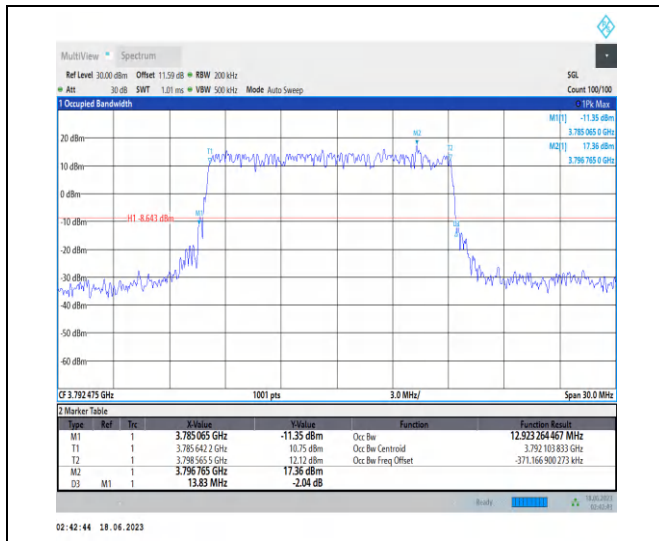 MultiView Spectrum
Ref Level 30.00 dBm Offset 11.59 dB RBW 200 kHz SGL
Att 30 dB SWT 1.01 ms VBW 500 kHz Mode Auto Sweep Count 100/100
1 Occupied Bandwidth 1Pk Max
M1[1] -11.35 dBm
3.785 065 0 GHz
M2[1] 17.36 dBm
3.796 765 0 GHz
M2
20 dBm
T1
10 dBm
0 dBm
M1
H1 -8.643 dBm
-10 dBm
-20 dBm
-30 dBm
-40 dBm
-50 dBm
-60 dBm
CF 3.792 475 GHz 1001 pts 3.0 MHz/ Span 30.0 MHz
2 Marker Table
Type Ref Trc X-Value Y-Value Function Function Result
M1 1 3.785 065 GHz -11.35 dBm Occ Bw 12.923 264 467 MHz
T1 1 3.785 642 2 GHz 10.75 dBm Occ Bw Centroid 3.792 103 833 GHz
T2 1 3.798 565 5 GHz 12.12 dBm Occ Bw Freq Offset -371.166 900 273 kHz
M2 1 3.796 765 GHz 17.36 dBm
D3 M1 1 13.83 MHz -2.04 dB
Ready 18.06.2023
02:42:43
02:42:44 18.06.2023